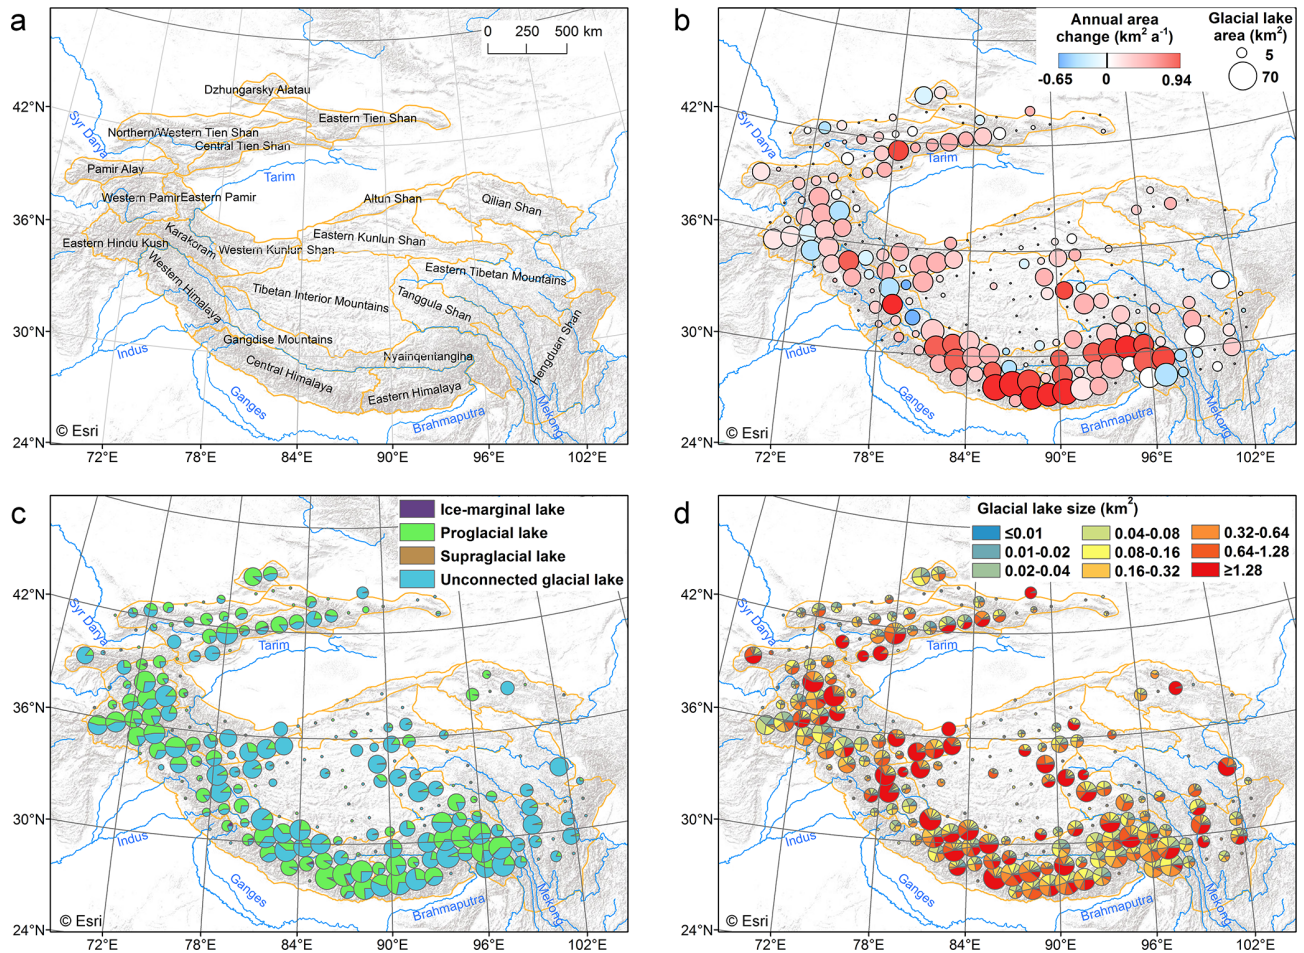 a
0 250 500 km
Dzhungarsky Alatau
42°N
Eastern Tien Shan
Syr Darya
Northern/Western Tien Shan
Central Tien Shan
Pamir Alay
Tarim
Western Pamir
Eastern Pamir
Altun Shan
Qilian Shan
36°N
Karakoram
Eastern Kunlun Shan
Eastern Hindu Kush
Western Kunlun Shan
Western Himalaya
Eastern Tibetan Mountains
Tibetan Interior Mountains
Tanggula Shan
30°N
Gangdise Mountains
Hengduan Shan
Indus
Nyainqentanglha
Central Himalaya
Eastern Himalaya
Ganges
Brahmaputra
Mekong
© Esri
24°N
72°E 78°E 84°E 90°E 96°E 102°E
b
Annual area
change (km² a⁻¹)
-0.65 0 0.94
Glacial lake
area (km²)
5
70
42°N
Syr Darya
Tarim
36°N
30°N
Indus
Ganges
Brahmaputra
Mekong
© Esri
24°N
72°E 78°E 84°E 90°E 96°E 102°E
c
Ice-marginal lake
Proglacial lake
Supraglacial lake
Unconnected glacial lake
42°N
Syr Darya
Tarim
36°N
30°N
Indus
Ganges
Brahmaputra
Mekong
© Esri
24°N
72°E 78°E 84°E 90°E 96°E 102°E
d
Glacial lake size (km²)
≤0.01 0.04-0.08 0.32-0.64
0.01-0.02 0.08-0.16 0.64-1.28
0.02-0.04 0.16-0.32 ≥1.28
42°N
Syr Darya
Tarim
36°N
30°N
Indus
Ganges
Brahmaputra
Mekong
© Esri
24°N
72°E 78°E 84°E 90°E 96°E 102°E